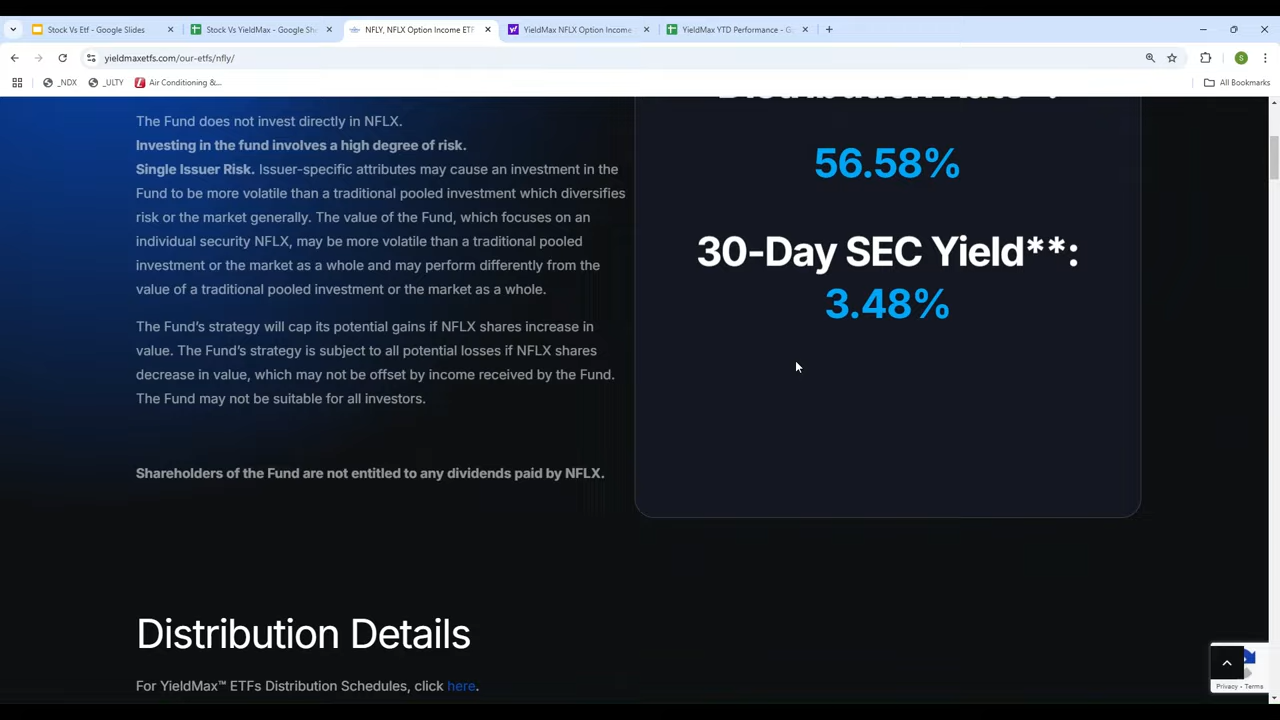 Stock Vs Etf - Google Slides
Stock Vs YieldMax - Google Sh
NFLY, NFLX Option Income ETF
YieldMax NFLX Option Income
YieldMax YTD Performance - G
yieldmaxetfs.com/our-etfs/nfly/
S
_NDX
_ULTY
Air Conditioning &...
All Bookmarks
The Fund does not invest directly in NFLX.
Investing in the fund involves a high degree of risk.
Single Issuer Risk. Issuer-specific attributes may cause an investment in the
Fund to be more volatile than a traditional pooled investment which diversifies
risk or the market generally. The value of the Fund, which focuses on an
individual security NFLX, may be more volatile than a traditional pooled
investment or the market as a whole and may perform differently from the
value of a traditional pooled investment or the market as a whole.
The Fund's strategy will cap its potential gains if NFLX shares increase in
value. The Fund's strategy is subject to all potential losses if NFLX shares
decrease in value, which may not be offset by income received by the Fund.
The Fund may not be suitable for all investors.
Shareholders of the Fund are not entitled to any dividends paid by NFLX.
Distribution Rate*:
56.58%
30-Day SEC Yield**:
3.48%
Distribution Details
For YieldMax™ ETFs Distribution Schedules, click here.
Privacy - Terms